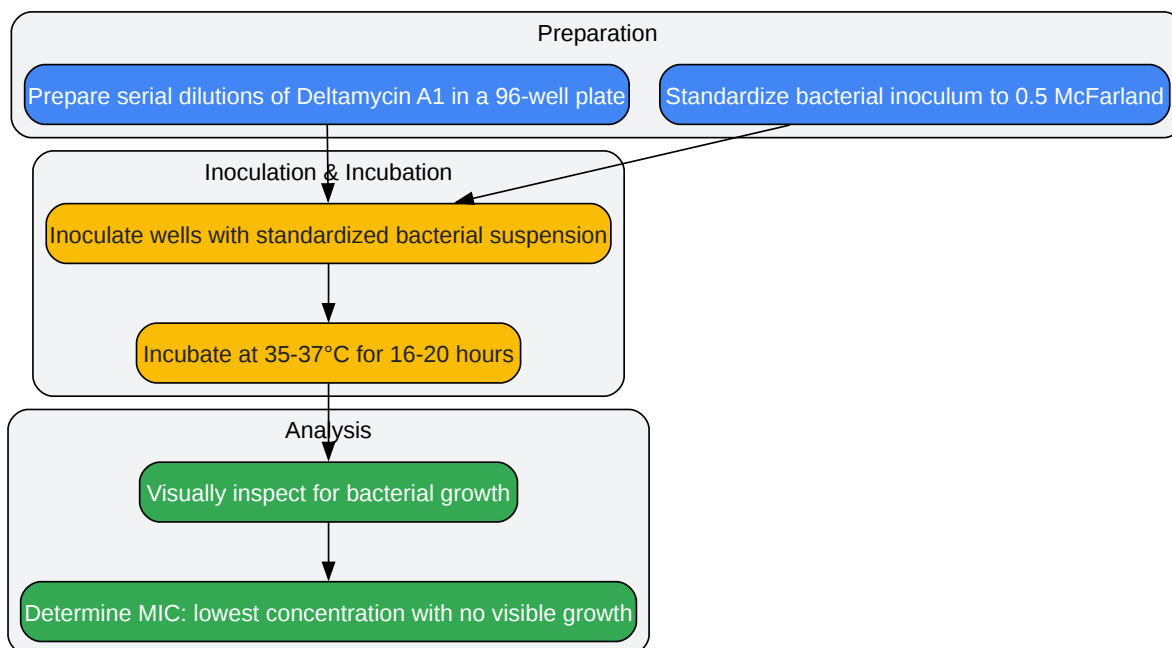 Preparation
Prepare serial dilutions of Deltamycin A1 in a 96-well plate
Standardize bacterial inoculum to 0.5 McFarland
Inoculation & Incubation
Inoculate wells with standardized bacterial suspension
Incubate at 35-37°C for 16-20 hours
Analysis
Visually inspect for bacterial growth
Determine MIC: lowest concentration with no visible growth